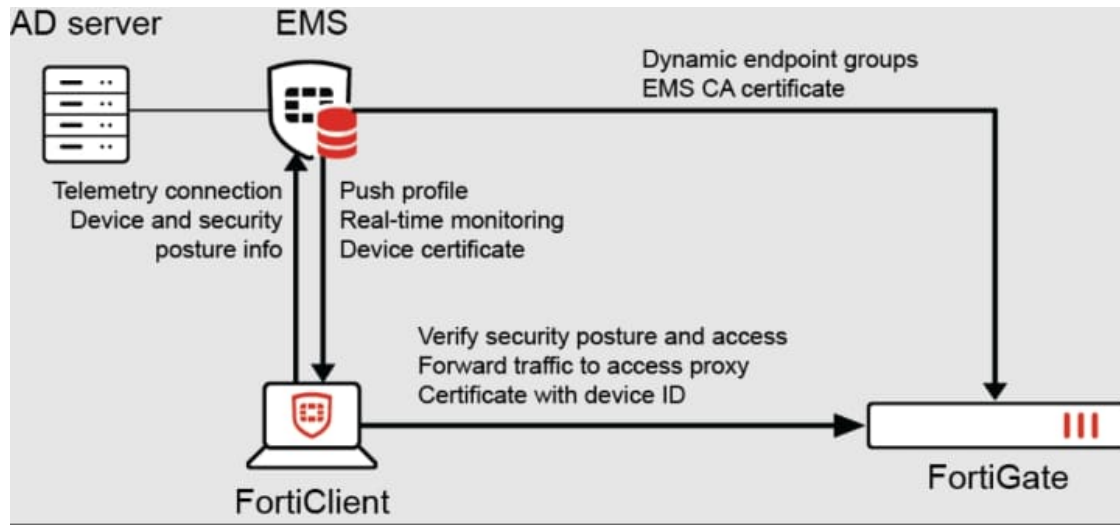 AD server
EMS
Dynamic endpoint groups
EMS CA certificate
Telemetry connection
Device and security
posture info
Push profile
Real-time monitoring
Device certificate
Verify security posture and access
Forward traffic to access proxy
Certificate with device ID
FortiClient
FortiGate